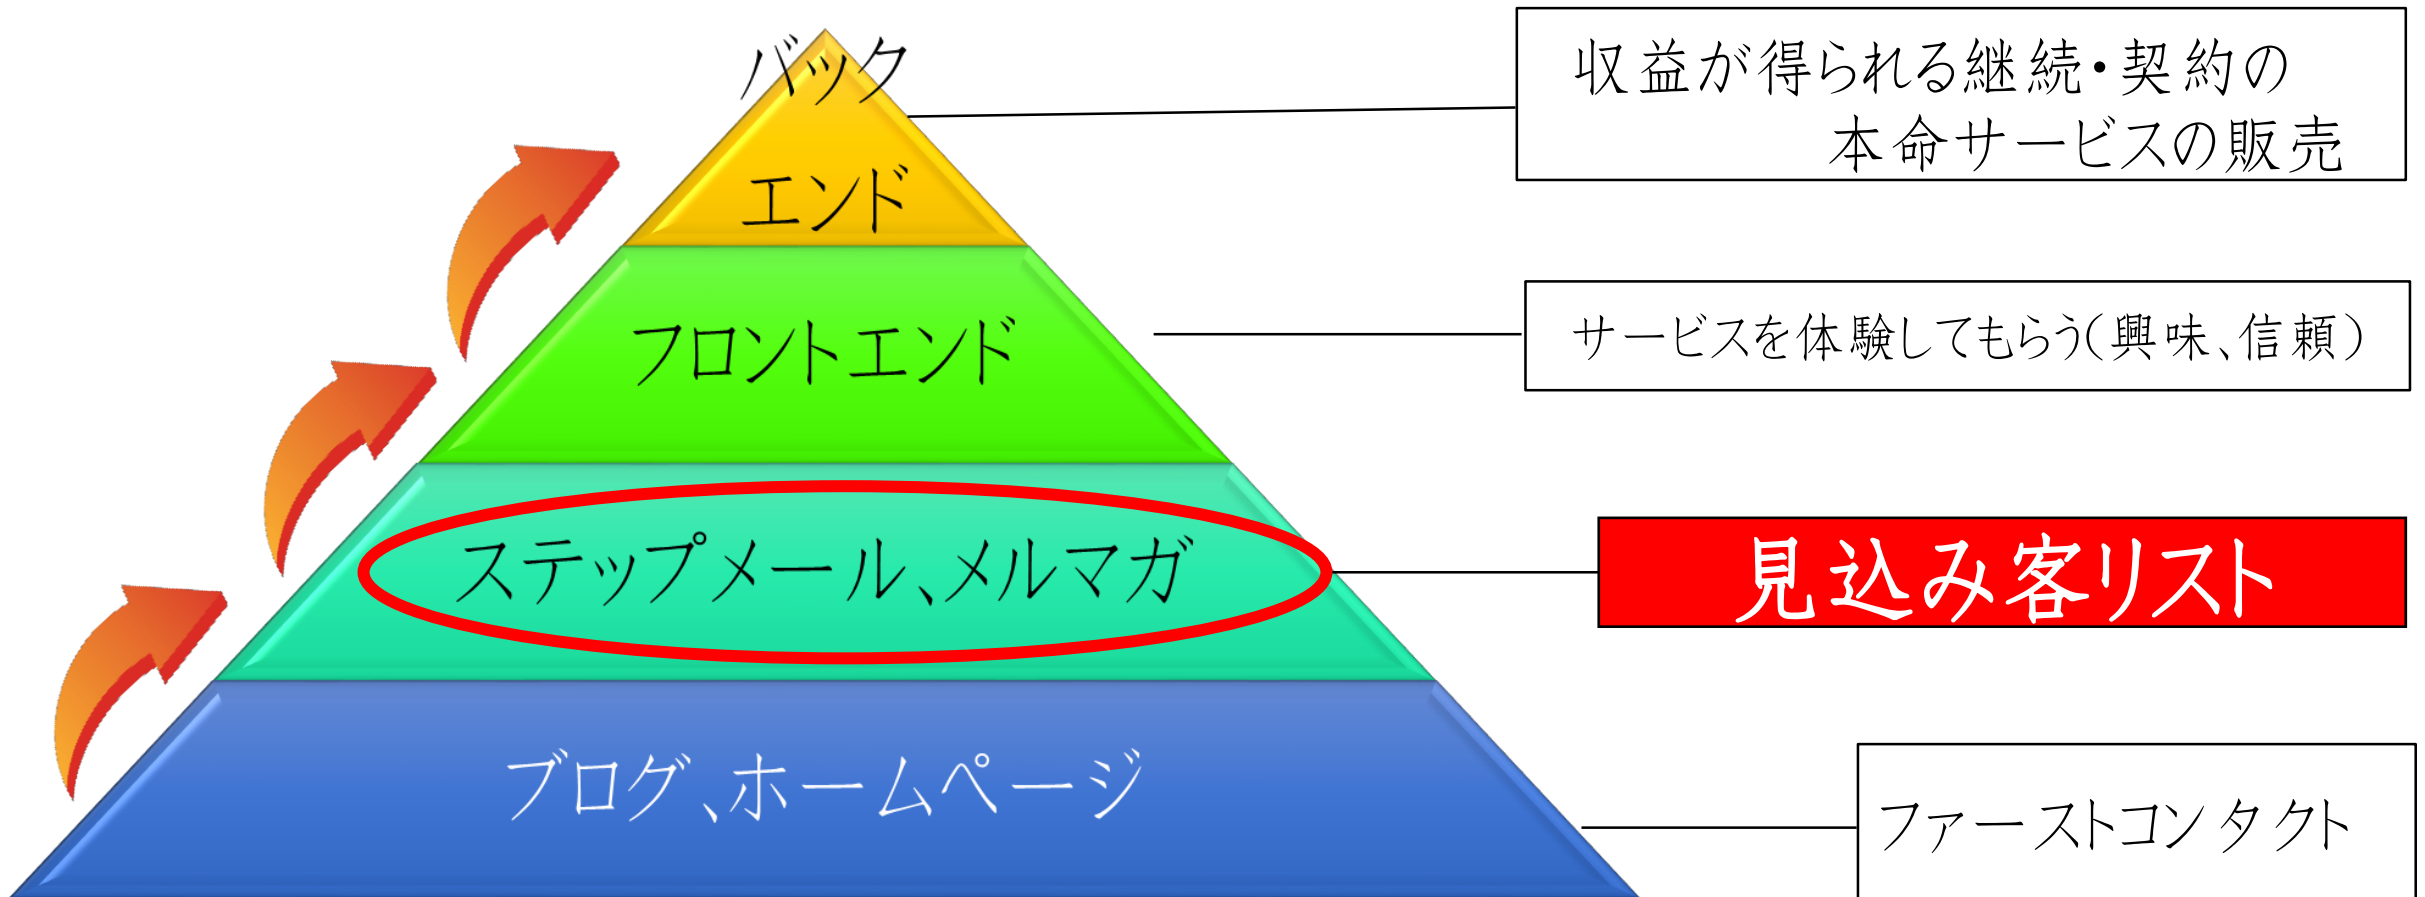 バック
エンド
収益が得られる継続・契約の
本命サービスの販売
フロントエンド
サービスを体験してもらう(興味、信頼)
ステップメール、メルマガ
見込み客リスト
ブログ、ホームページ
ファーストコンタクト